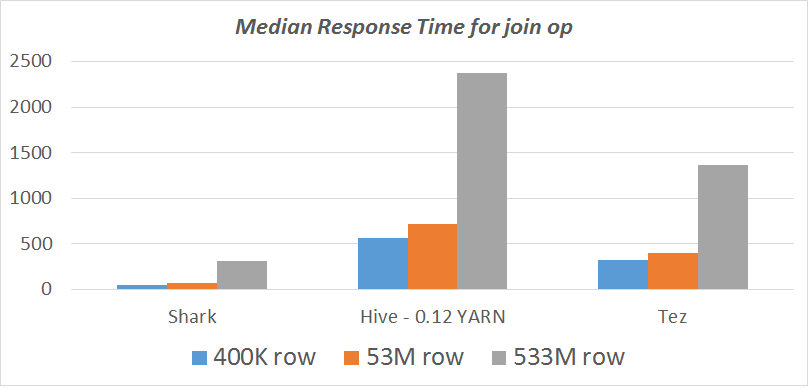 Median Response Time for join op
2500
2000
1500
1000
500
0
Shark Hive - 0.12 YARN Tez
400K row 53M row 533M row